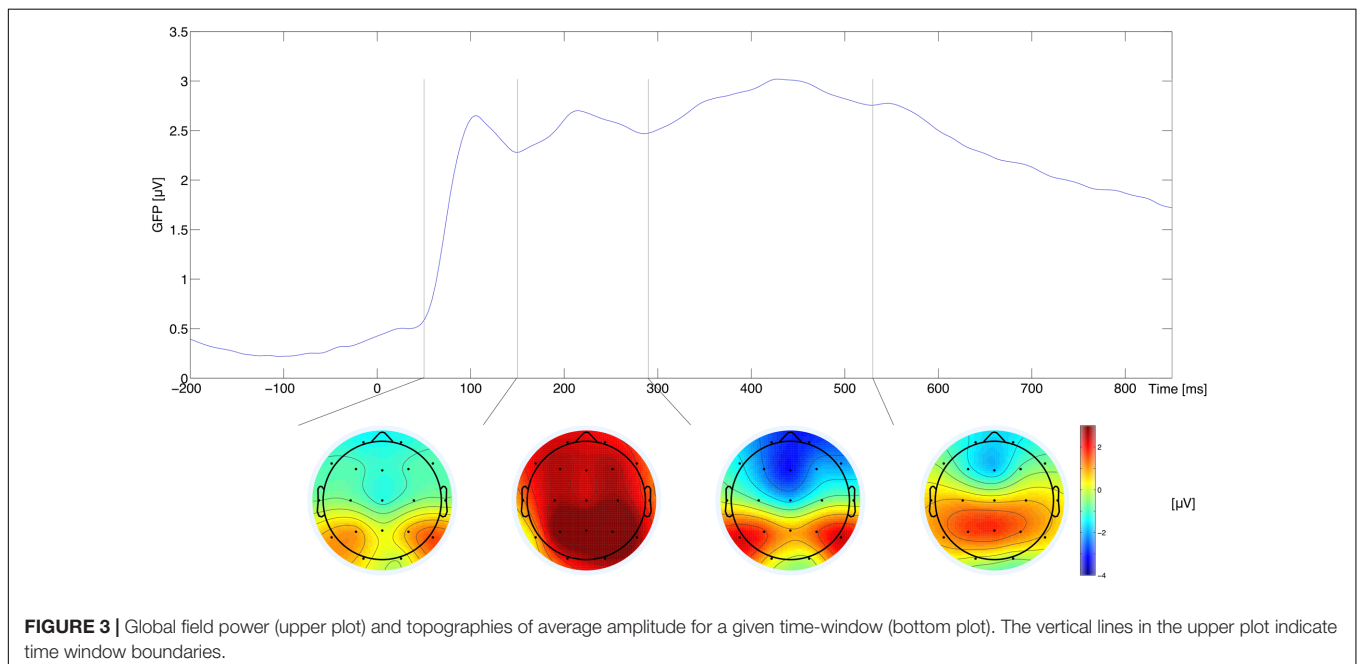 3.5
3
2.5
2
1.5
1
0.5
0
GFP [µV]
−200 −100 0 100 200 300 400 500 600 700 800 Time [ms]
2
0
−2
−4
[µV]
FIGURE 3 | Global field power (upper plot) and topographies of average amplitude for a given time-window (bottom plot). The vertical lines in the upper plot indicate
time window boundaries.